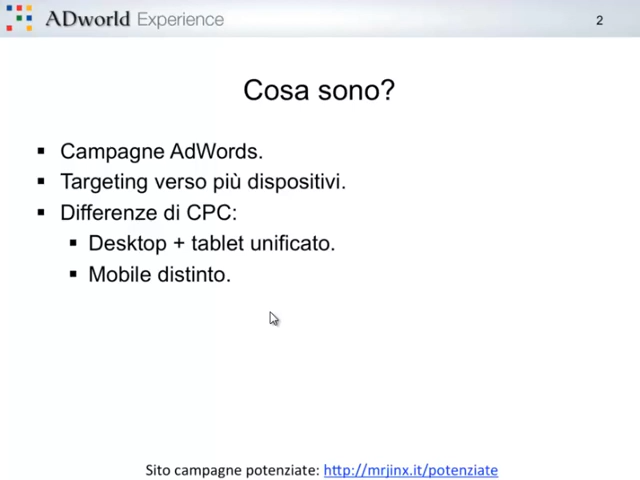 ADworld Experience
2
Cosa sono?
Campagne AdWords.
Targeting verso più dispositivi.
Differenze di CPC:
Desktop + tablet unificato.
Mobile distinto.
Sito campagne potenziate: http://mrjinx.it/potenziate